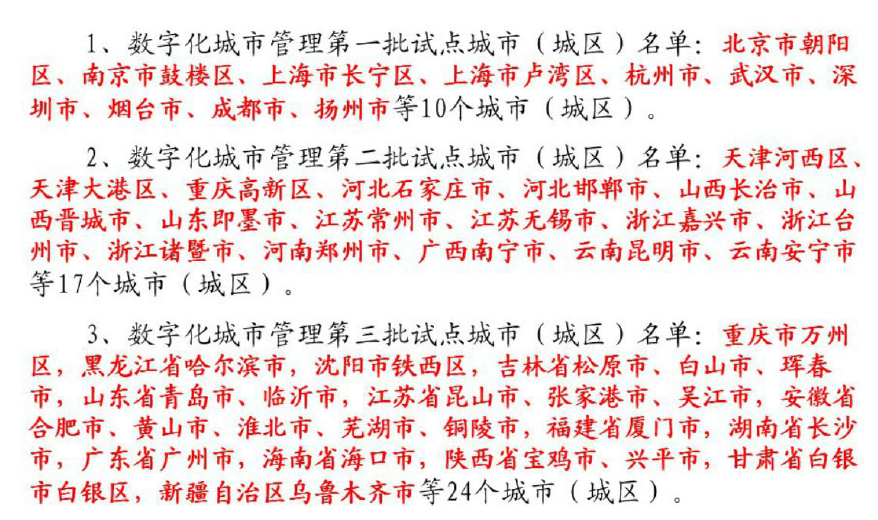 1、数字化城市管理第一批试点城市（城区）名单：北京市朝阳
区、南京市鼓楼区、上海市长宁区、上海市卢湾区、杭州市、武汉市、深
圳市、烟台市、成都市、扬州市等10个城市（城区）。
2、数字化城市管理第二批试点城市（城区）名单：天津河西区、
天津大港区、重庆高新区、河北石家庄市、河北邯郸市、山西长治市、山
西晋城市、山东即墨市、江苏常州市、江苏无锡市、浙江嘉兴市、浙江台
州市、浙江诸暨市、河南郑州市、广西南宁市、云南昆明市、云南安宁市
等17个城市（城区）。
3、数字化城市管理第三批试点城市（城区）名单：重庆市万州
区，黑龙江省哈尔滨市，沈阳市铁西区，吉林省松原市、白山市、珲春
市，山东省青岛市、临沂市，江苏省昆山市、张家港市、吴江市，安徽省
合肥市、黄山市、淮北市、芜湖市、铜陵市，福建省厦门市，湖南省长沙
市，广东省广州市，海南省海口市，陕西省宝鸡市、兴平市，甘肃省白银
市白银区，新疆自治区乌鲁木齐市等24个城市（城区）。